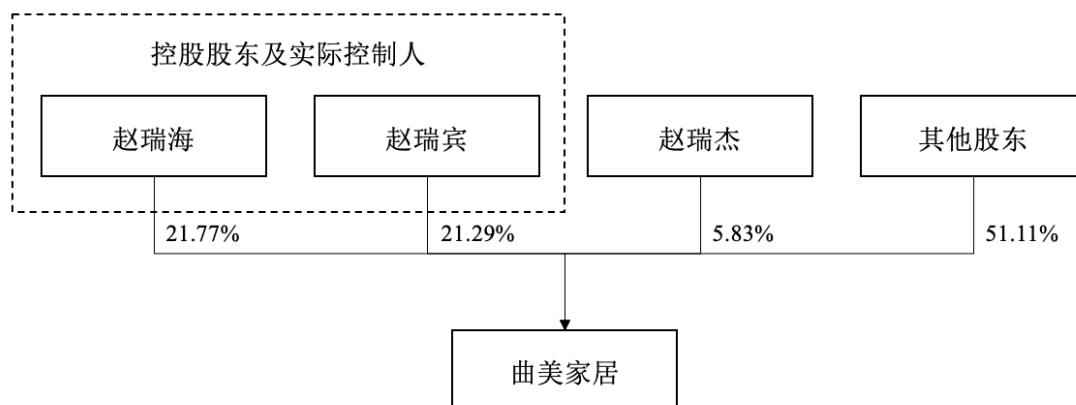 控股股东及实际控制人
赵瑞海
赵瑞宾
赵瑞杰
其他股东
21.77%
21.29%
5.83%
51.11%
曲美家居